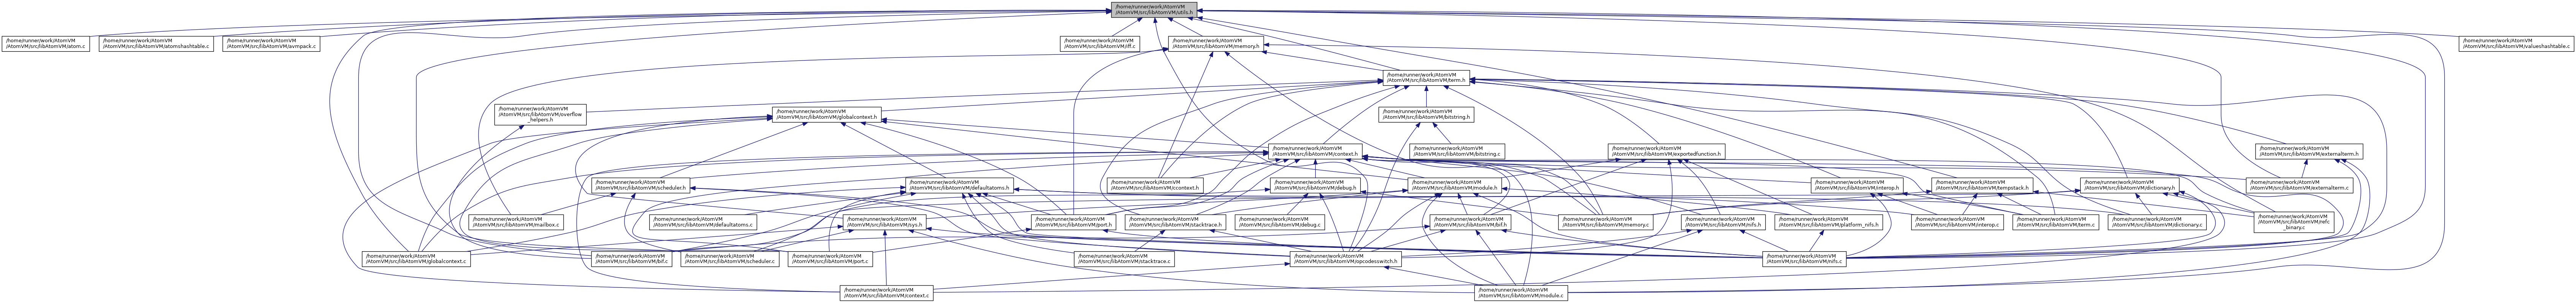 /home/runner/work/AtomVM
/AtomVM/src/libAtomVM/utils.h
/home/runner/work/AtomVM
/AtomVM/src/libAtomVM/atom.c
/home/runner/work/AtomVM
/AtomVM/src/libAtomVM/atomshashtable.c
/home/runner/work/AtomVM
/AtomVM/src/libAtomVM/avmpack.c
/home/runner/work/AtomVM
/AtomVM/src/libAtomVM/iff.c
/home/runner/work/AtomVM
/AtomVM/src/libAtomVM/memory.h
/home/runner/work/AtomVM
/AtomVM/src/libAtomVM/valueshashtable.c
/home/runner/work/AtomVM
/AtomVM/src/libAtomVM/term.h
/home/runner/work/AtomVM
/AtomVM/src/libAtomVM/overflow
_helpers.h
/home/runner/work/AtomVM
/AtomVM/src/libAtomVM/globalcontext.h
/home/runner/work/AtomVM
/AtomVM/src/libAtomVM/bitstring.h
/home/runner/work/AtomVM
/AtomVM/src/libAtomVM/context.h
/home/runner/work/AtomVM
/AtomVM/src/libAtomVM/bitstring.c
/home/runner/work/AtomVM
/AtomVM/src/libAtomVM/exportedfunction.h
/home/runner/work/AtomVM
/AtomVM/src/libAtomVM/externalterm.h
/home/runner/work/AtomVM
/AtomVM/src/libAtomVM/scheduler.h
/home/runner/work/AtomVM
/AtomVM/src/libAtomVM/defaultatoms.h
/home/runner/work/AtomVM
/AtomVM/src/libAtomVM/ccontext.h
/home/runner/work/AtomVM
/AtomVM/src/libAtomVM/debug.h
/home/runner/work/AtomVM
/AtomVM/src/libAtomVM/module.h
/home/runner/work/AtomVM
/AtomVM/src/libAtomVM/interop.h
/home/runner/work/AtomVM
/AtomVM/src/libAtomVM/tempstack.h
/home/runner/work/AtomVM
/AtomVM/src/libAtomVM/dictionary.h
/home/runner/work/AtomVM
/AtomVM/src/libAtomVM/externalterm.c
/home/runner/work/AtomVM
/AtomVM/src/libAtomVM/mailbox.c
/home/runner/work/AtomVM
/AtomVM/src/libAtomVM/defaultatoms.c
/home/runner/work/AtomVM
/AtomVM/src/libAtomVM/sys.h
/home/runner/work/AtomVM
/AtomVM/src/libAtomVM/port.h
/home/runner/work/AtomVM
/AtomVM/src/libAtomVM/stacktrace.h
/home/runner/work/AtomVM
/AtomVM/src/libAtomVM/debug.c
/home/runner/work/AtomVM
/AtomVM/src/libAtomVM/bif.h
/home/runner/work/AtomVM
/AtomVM/src/libAtomVM/memory.c
/home/runner/work/AtomVM
/AtomVM/src/libAtomVM/nifs.h
/home/runner/work/AtomVM
/AtomVM/src/libAtomVM/platform_nifs.h
/home/runner/work/AtomVM
/AtomVM/src/libAtomVM/interop.c
/home/runner/work/AtomVM
/AtomVM/src/libAtomVM/term.c
/home/runner/work/AtomVM
/AtomVM/src/libAtomVM/dictionary.c
/home/runner/work/AtomVM
/AtomVM/src/libAtomVM/refc
_binary.c
/home/runner/work/AtomVM
/AtomVM/src/libAtomVM/globalcontext.c
/home/runner/work/AtomVM
/AtomVM/src/libAtomVM/bif.c
/home/runner/work/AtomVM
/AtomVM/src/libAtomVM/scheduler.c
/home/runner/work/AtomVM
/AtomVM/src/libAtomVM/port.c
/home/runner/work/AtomVM
/AtomVM/src/libAtomVM/stacktrace.c
/home/runner/work/AtomVM
/AtomVM/src/libAtomVM/opcodesswitch.h
/home/runner/work/AtomVM
/AtomVM/src/libAtomVM/nifs.c
/home/runner/work/AtomVM
/AtomVM/src/libAtomVM/context.c
/home/runner/work/AtomVM
/AtomVM/src/libAtomVM/module.c